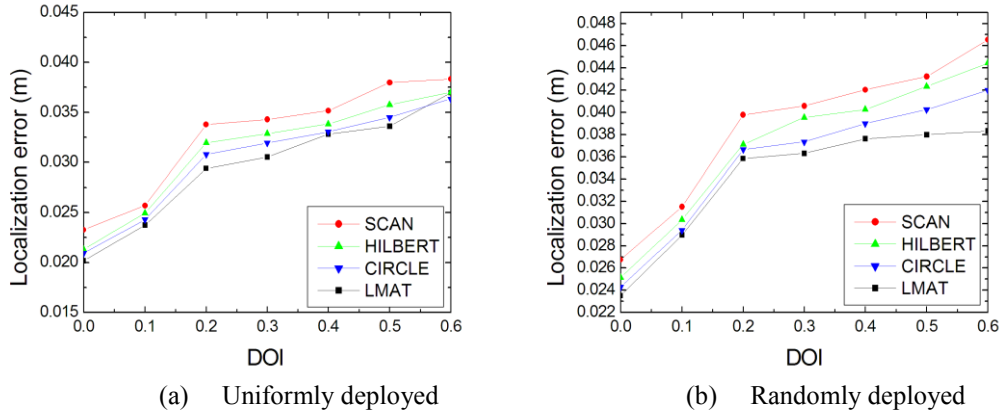 0.045
0.040
0.035
0.030
0.025
0.020
0.015
Localization error (m)
SCAN
HILBERT
CIRCLE
LMAT
0.0 0.1 0.2 0.3 0.4 0.5 0.6
DOI
(a) Uniformly deployed
0.048
0.046
0.044
0.042
0.040
0.038
0.036
0.034
0.032
0.030
0.028
0.026
0.024
0.022
Localization error (m)
SCAN
HILBERT
CIRCLE
LMAT
0.0 0.1 0.2 0.3 0.4 0.5 0.6
DOI
(b) Randomly deployed